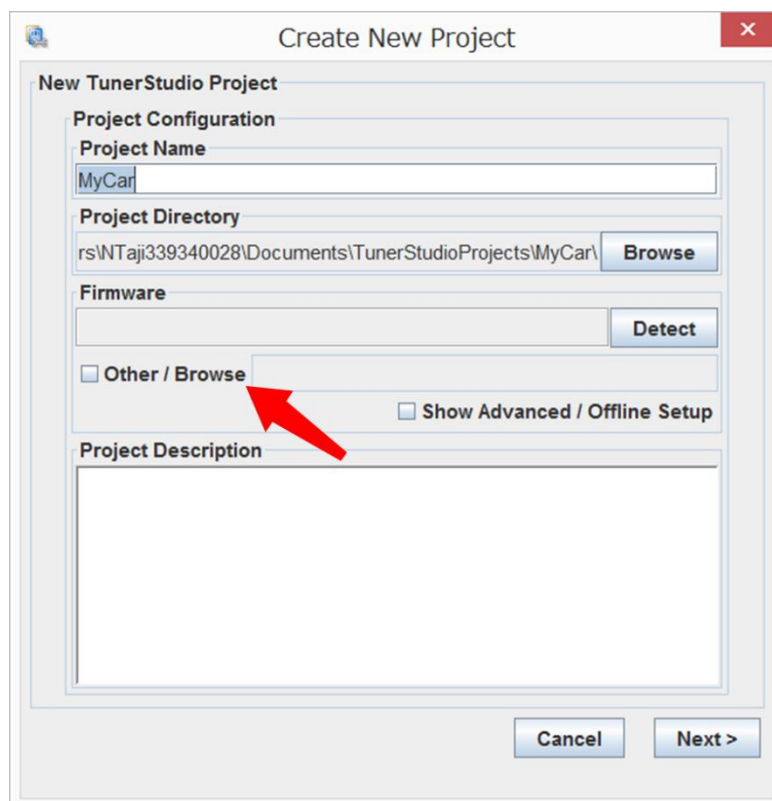 Create New Project
New TunerStudio Project
Project Configuration
Project Name
MyCar
Project Directory
rs\NTaji339340028\Documents\TunerStudioProjects\MyCar\ Browse
Firmware
Detect
Other / Browse
Show Advanced / Offline Setup
Project Description
Cancel Next >